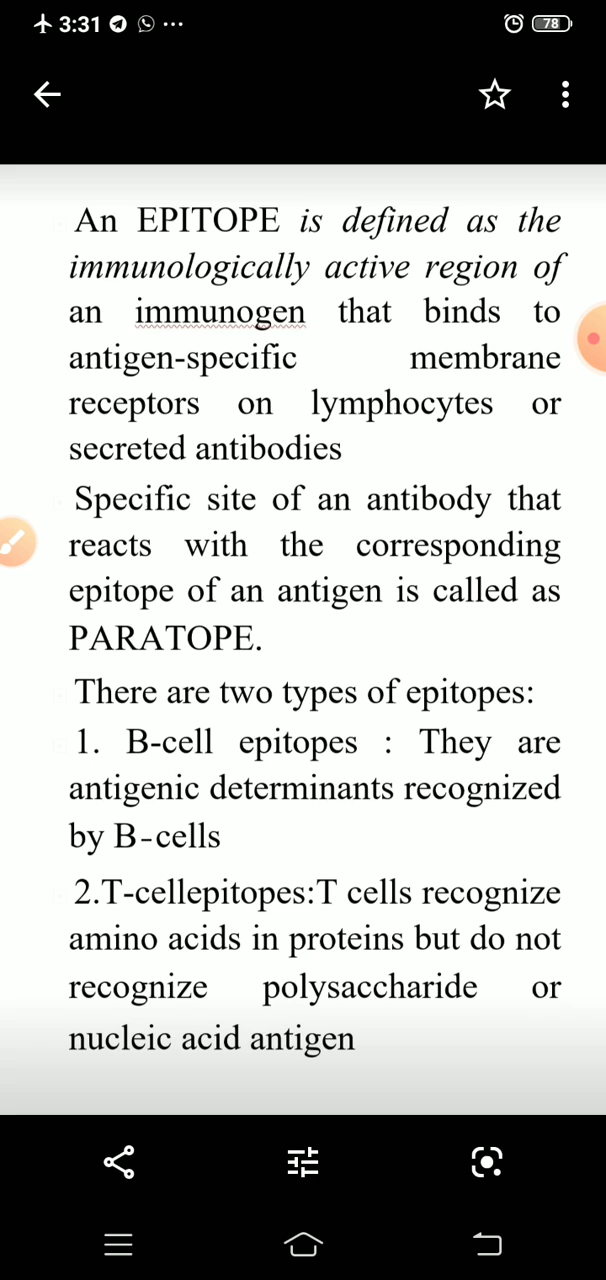 3:31
78
An EPITOPE is defined as the
immunologically active region of
an immunogen that binds to
antigen-specific membrane
receptors on lymphocytes or
secreted antibodies
Specific site of an antibody that
reacts with the corresponding
epitope of an antigen is called as
PARATOPE.
There are two types of epitopes:
1. B-cell epitopes : They are
antigenic determinants recognized
by B-cells
2.T-cellepitopes:T cells recognize
amino acids in proteins but do not
recognize polysaccharide or
nucleic acid antigen